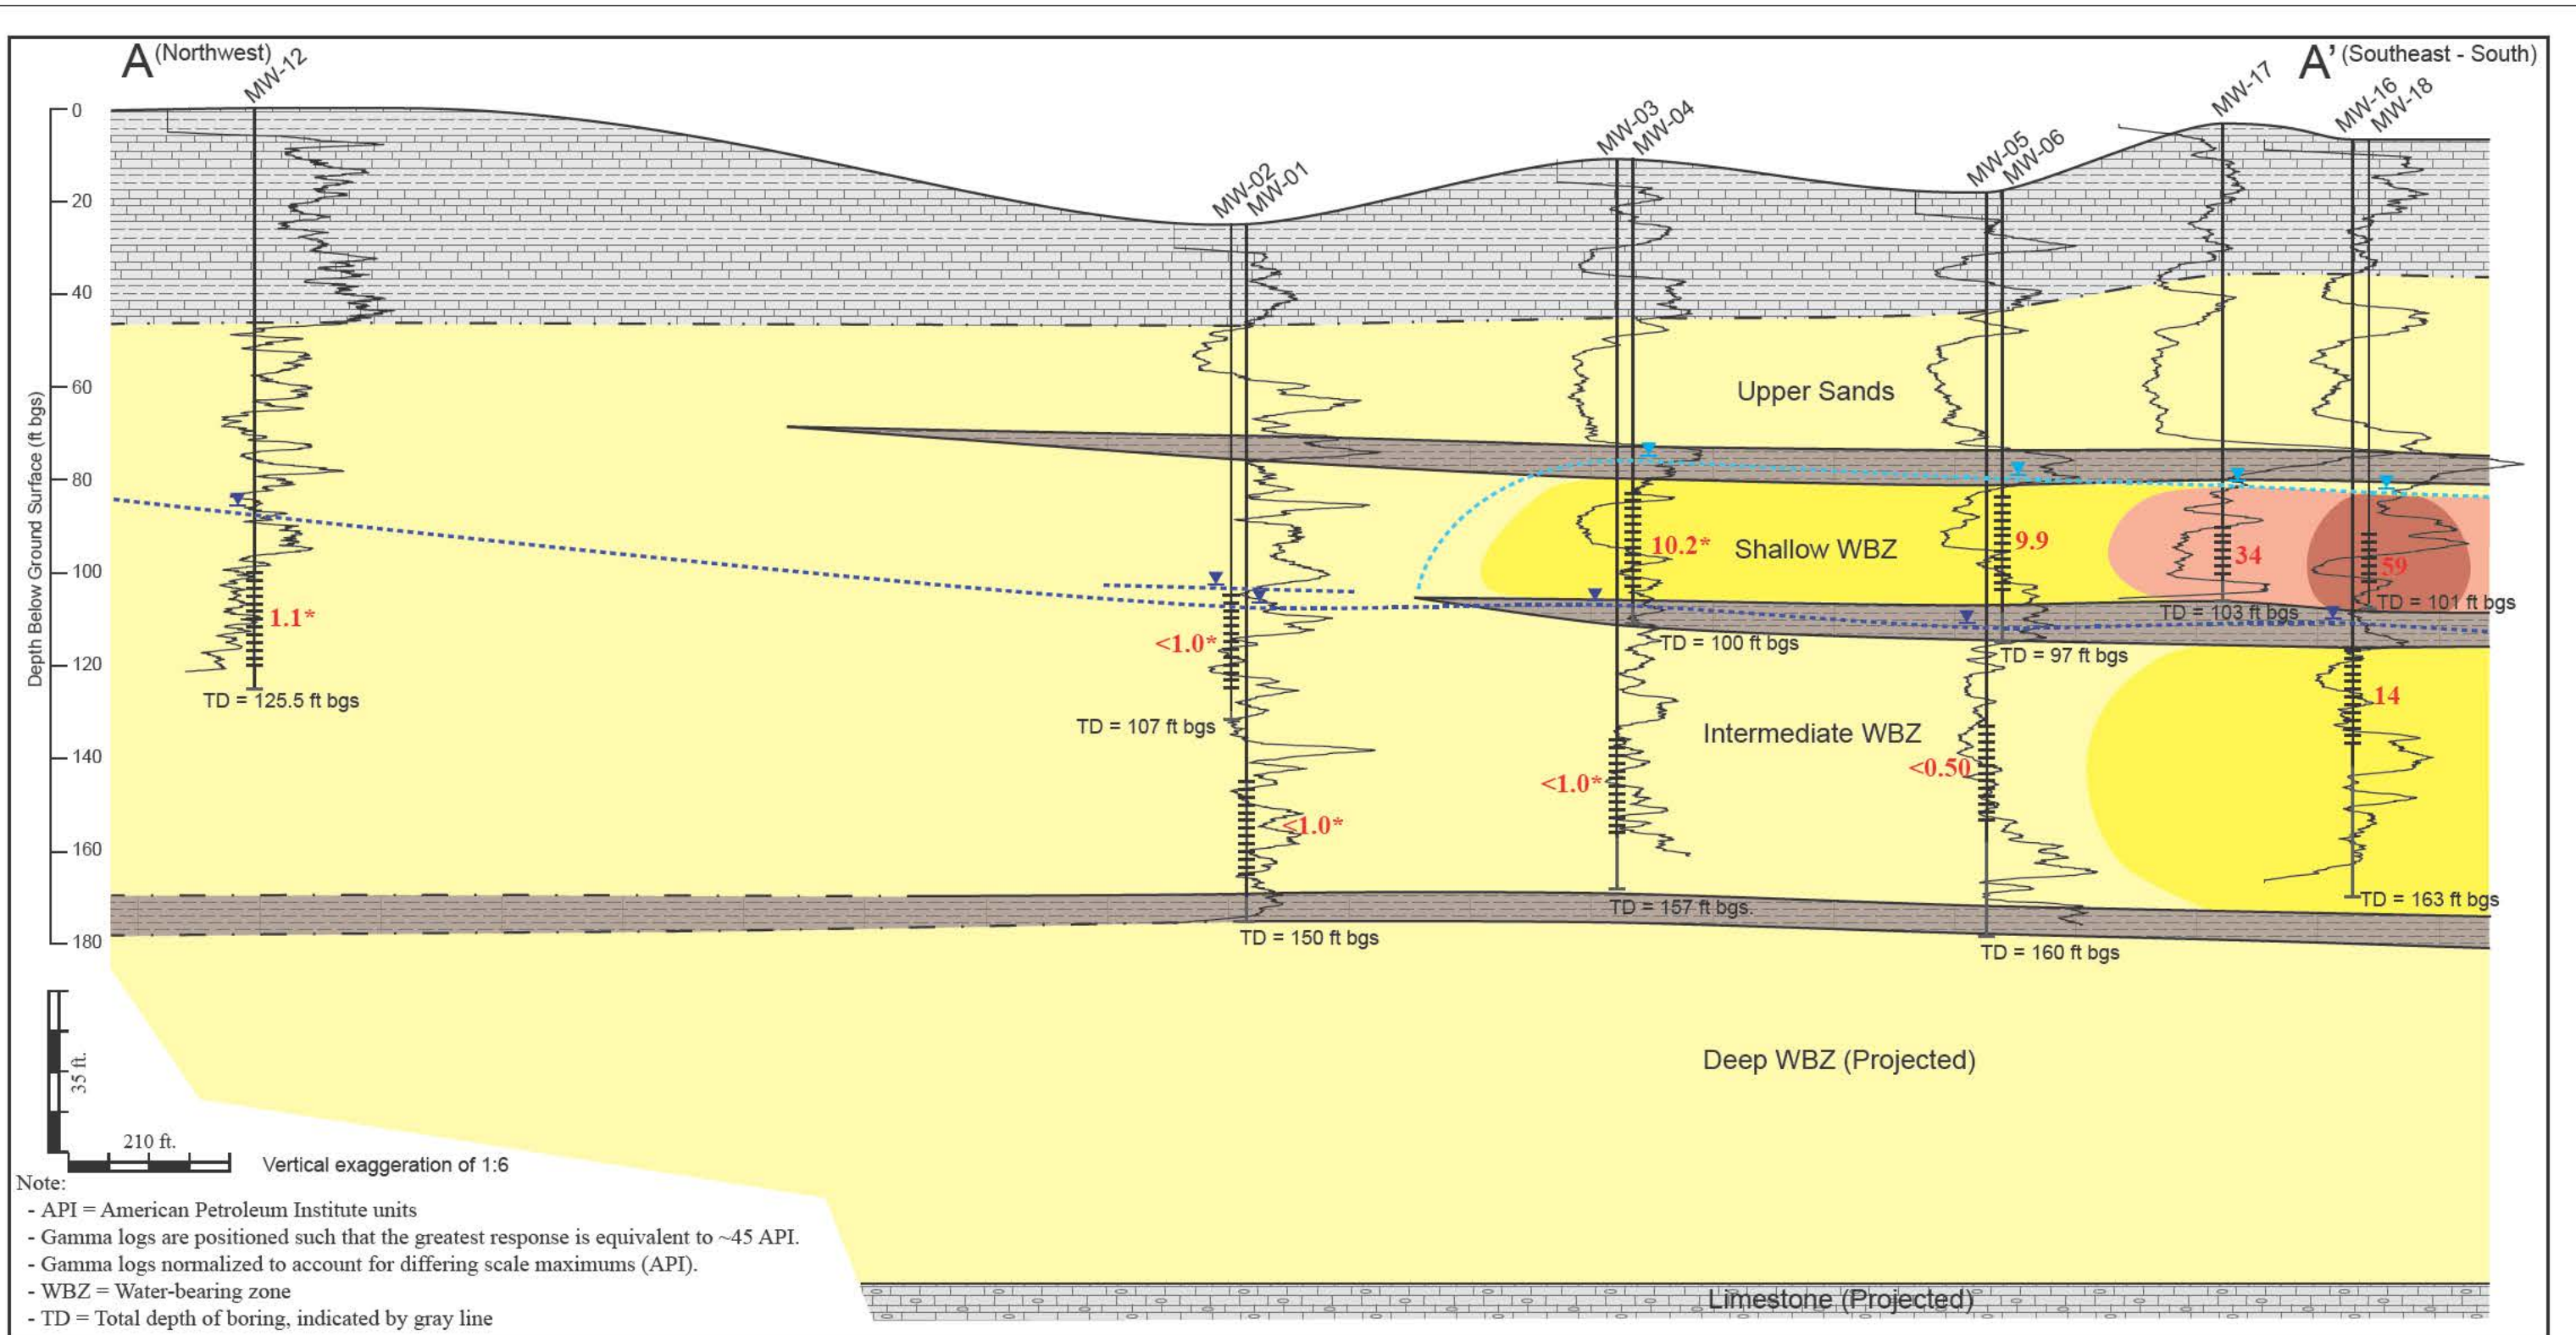 A (Northwest)
A' (Southeast - South)
MW-12
MW-02
MW-01
MW-03
MW-04
MW-05
MW-06
MW-17
MW-16
MW-18
Depth Below Ground Surface (ft bgs)
0
20
40
60
80
100
120
140
160
180
Upper Sands
Shallow WBZ
10.2*
9.9
34
59
1.1*
<1.0*
TD = 103 ft bgs
TD = 101 ft bgs
TD = 100 ft bgs
TD = 97 ft bgs
TD = 125.5 ft bgs
TD = 107 ft bgs
Intermediate WBZ
14
<1.0*
<0.50
<1.0*
TD = 157 ft bgs.
TD = 163 ft bgs
TD = 150 ft bgs
TD = 160 ft bgs
Deep WBZ (Projected)
35 ft.
210 ft.
Vertical exaggeration of 1:6
Note:
- API = American Petroleum Institute units
- Gamma logs are positioned such that the greatest response is equivalent to ~45 API.
- Gamma logs normalized to account for differing scale maximums (API).
- WBZ = Water-bearing zone
- TD = Total depth of boring, indicated by gray line
Limestone (Projected)